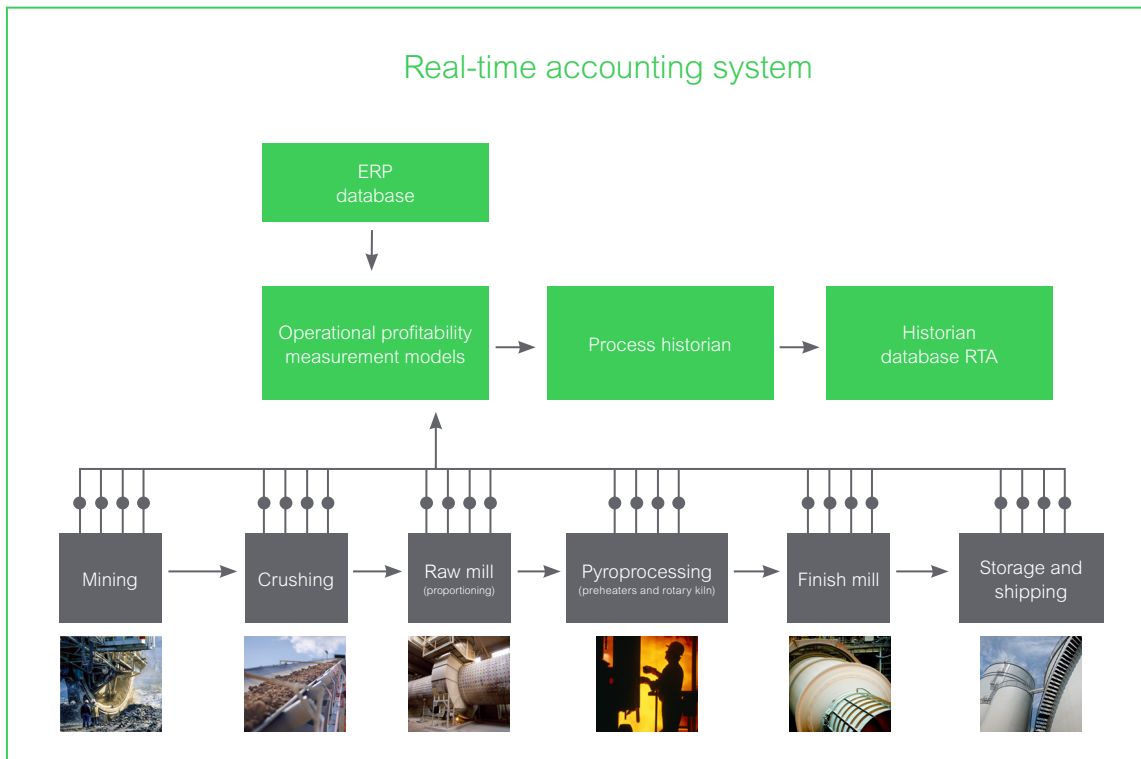 Real-time accounting system
ERP
database
Operational profitability
measurement models
Process historian
Historian
database RTA
Mining
Crushing
Raw mill
(proportioning)
Pyroprocessing
(preheaters and rotary kiln)
Finish mill
Storage and
shipping